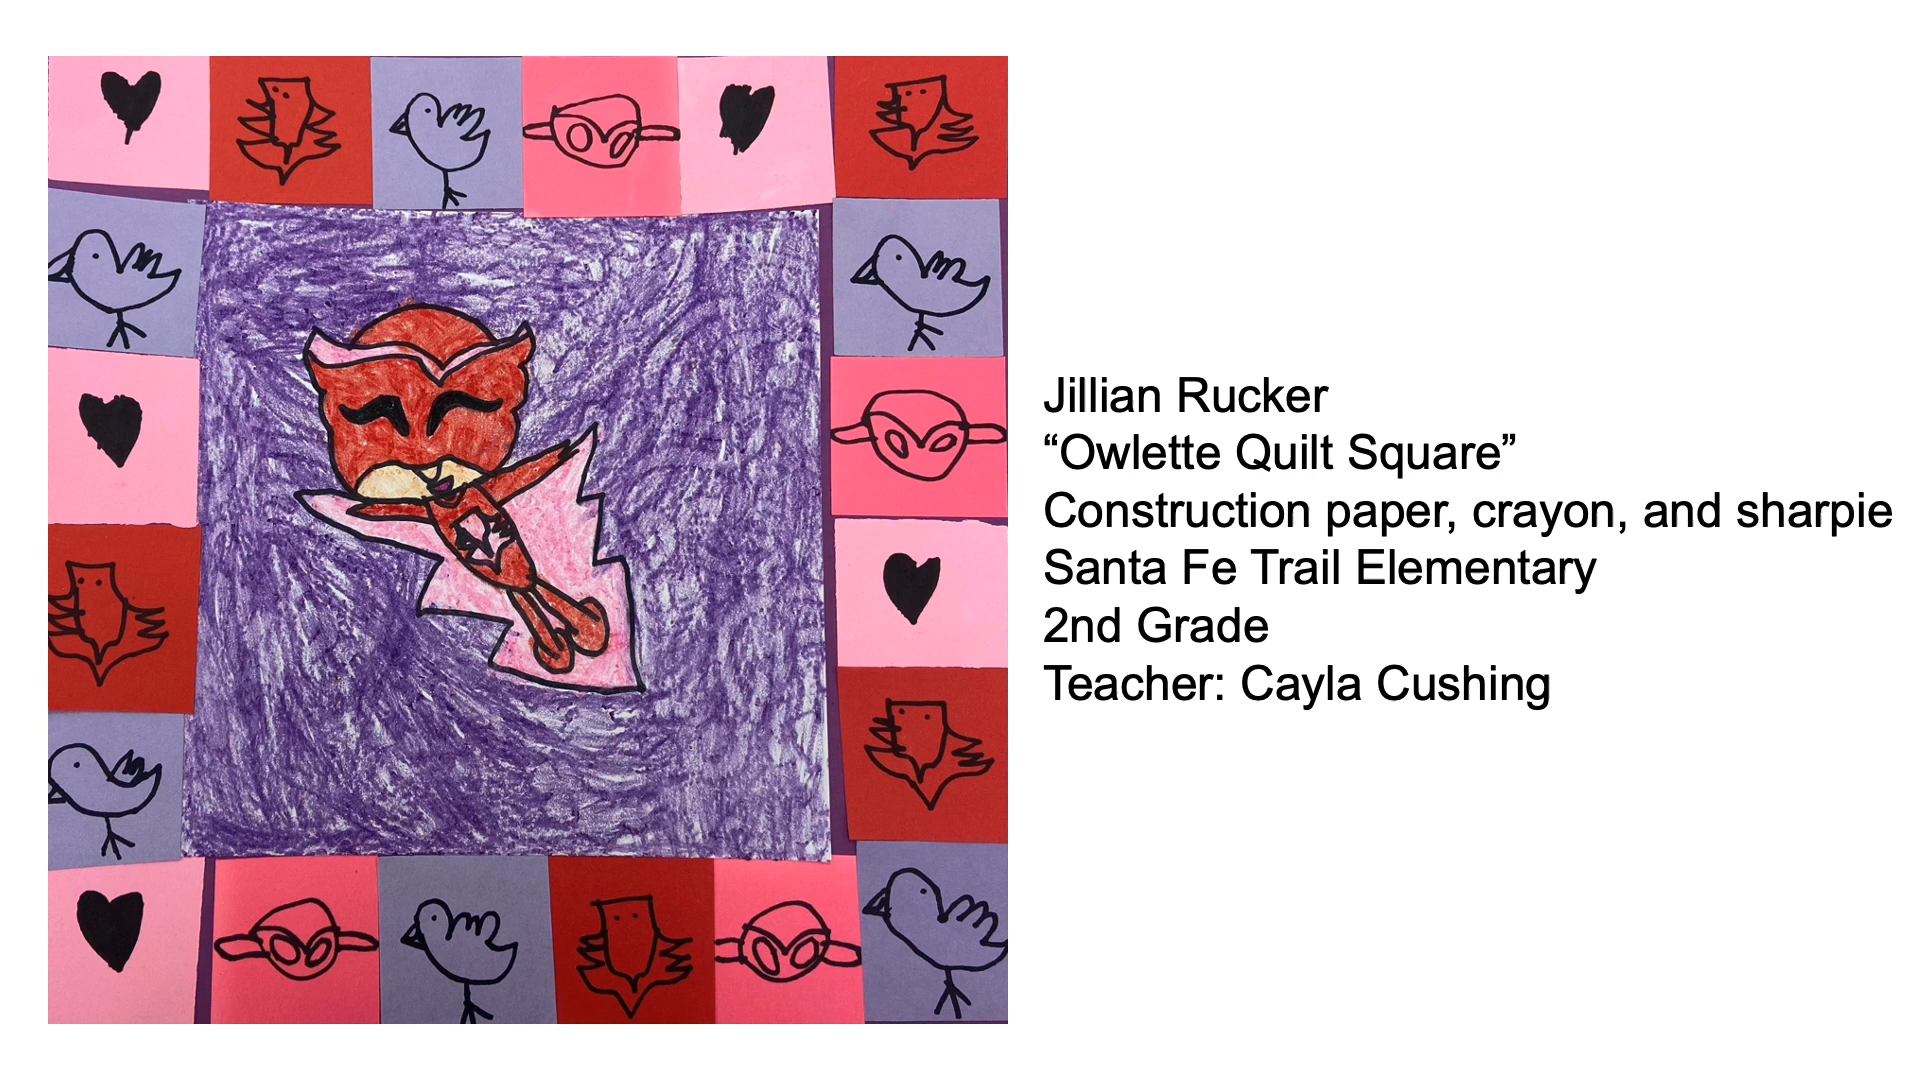 Jillian Rucker
“Owlette Quilt Square”
Construction paper, crayon, and sharpie
Santa Fe Trail Elementary
2nd Grade
Teacher: Cayla Cushing